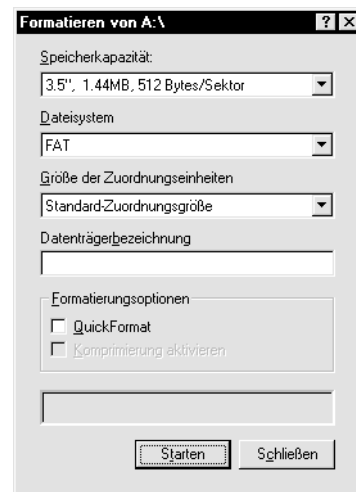 Formatieren von A:\
Speicherkapazität:
3.5'', 1.44MB, 512 Bytes/Sektor
Dateisystem
FAT
Größe der Zuordnungseinheiten
Standard-Zuordnungsgröße
Datenträgerbezeichnung
Formatierungsoptionen
QuickFormat
Komprimierung aktivieren
Starten Schließen